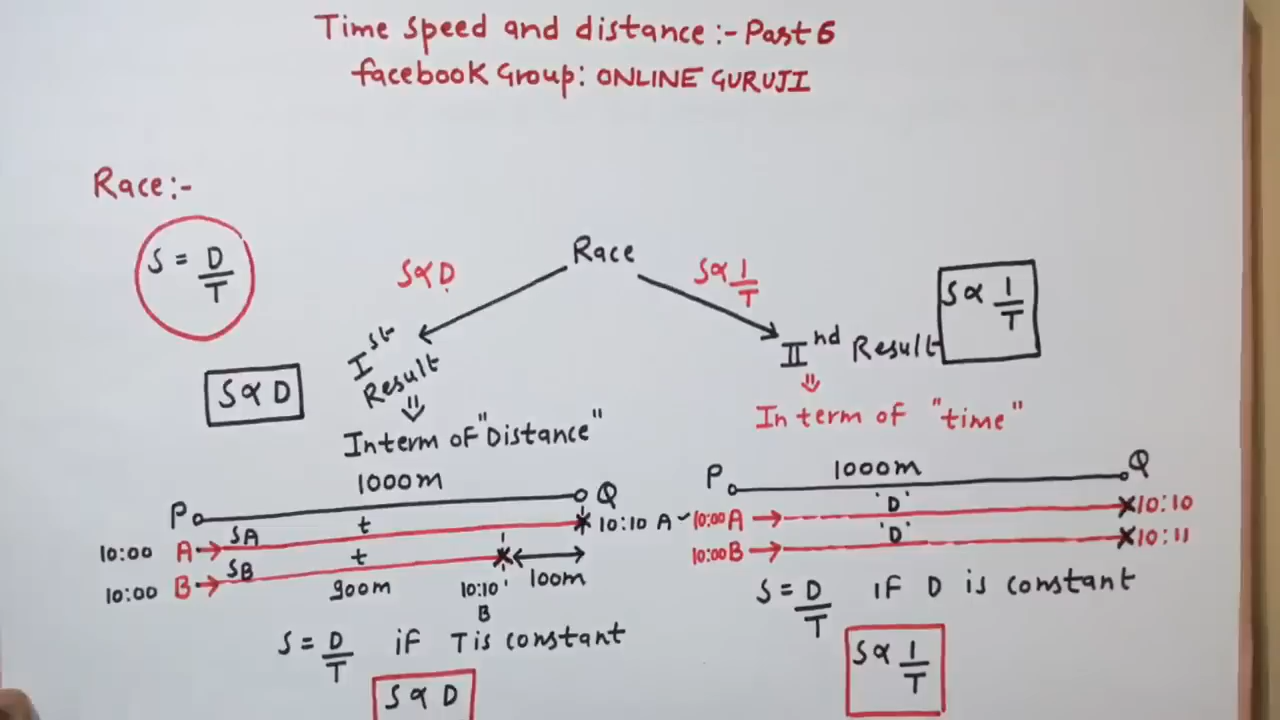 Time speed and distance :- Part 6
facebook Group: ONLINE GURUJI
Race:-
S = D/T
Race
S∝D
S∝ 1/T
S∝ 1/T
Ist Result
IInd Result
S∝ D
Interm of "Distance"
In term of "time"
1000m
P Q
S_A t
10:00 A 10:10 A
S_B t
10:00 B
900m
10:10 B
100m
S = D/T if T is constant
S ∝ D
1000m
P Q
10:00 A 'D' 10:10
10:00 B 'D' 10:11
S = D/T if D is constant
S∝ 1/T